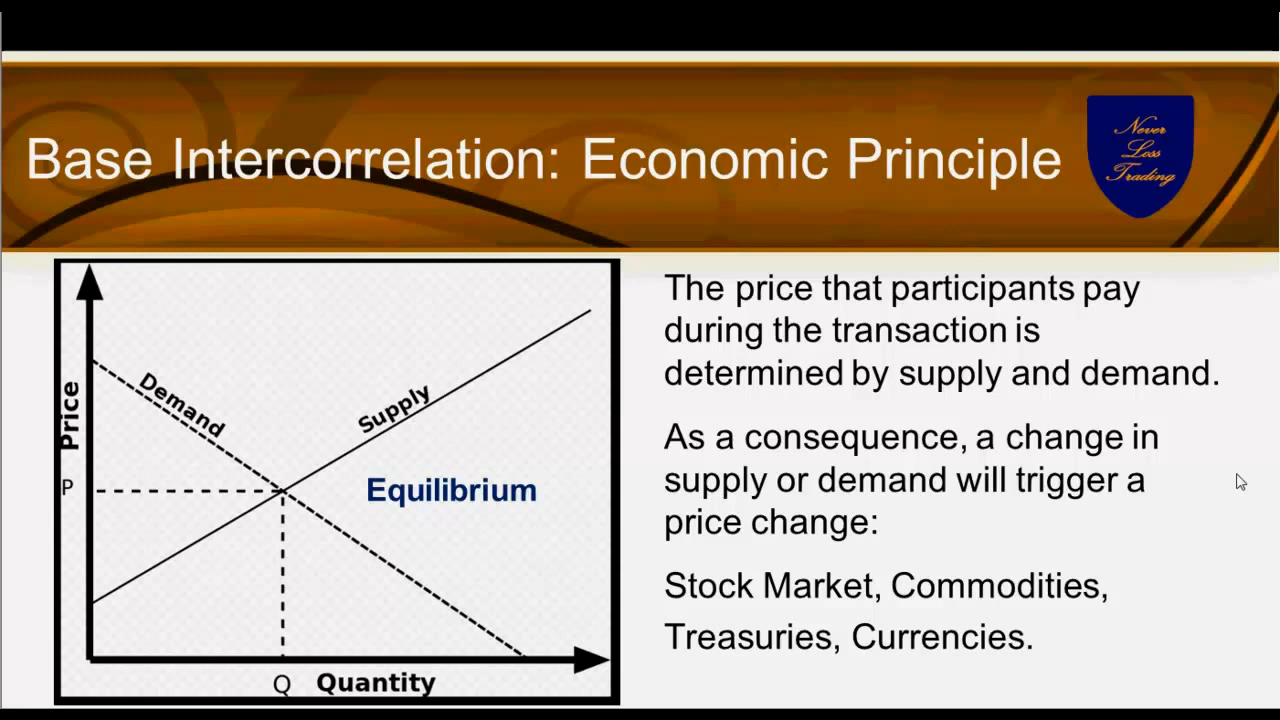 Base Intercorrelation: Economic Principle
Never
Loss
Trading
Price
Demand
Supply
P
Equilibrium
Q
Quantity
The price that participants pay
during the transaction is
determined by supply and demand.
As a consequence, a change in
supply or demand will trigger a
price change:
Stock Market, Commodities,
Treasuries, Currencies.